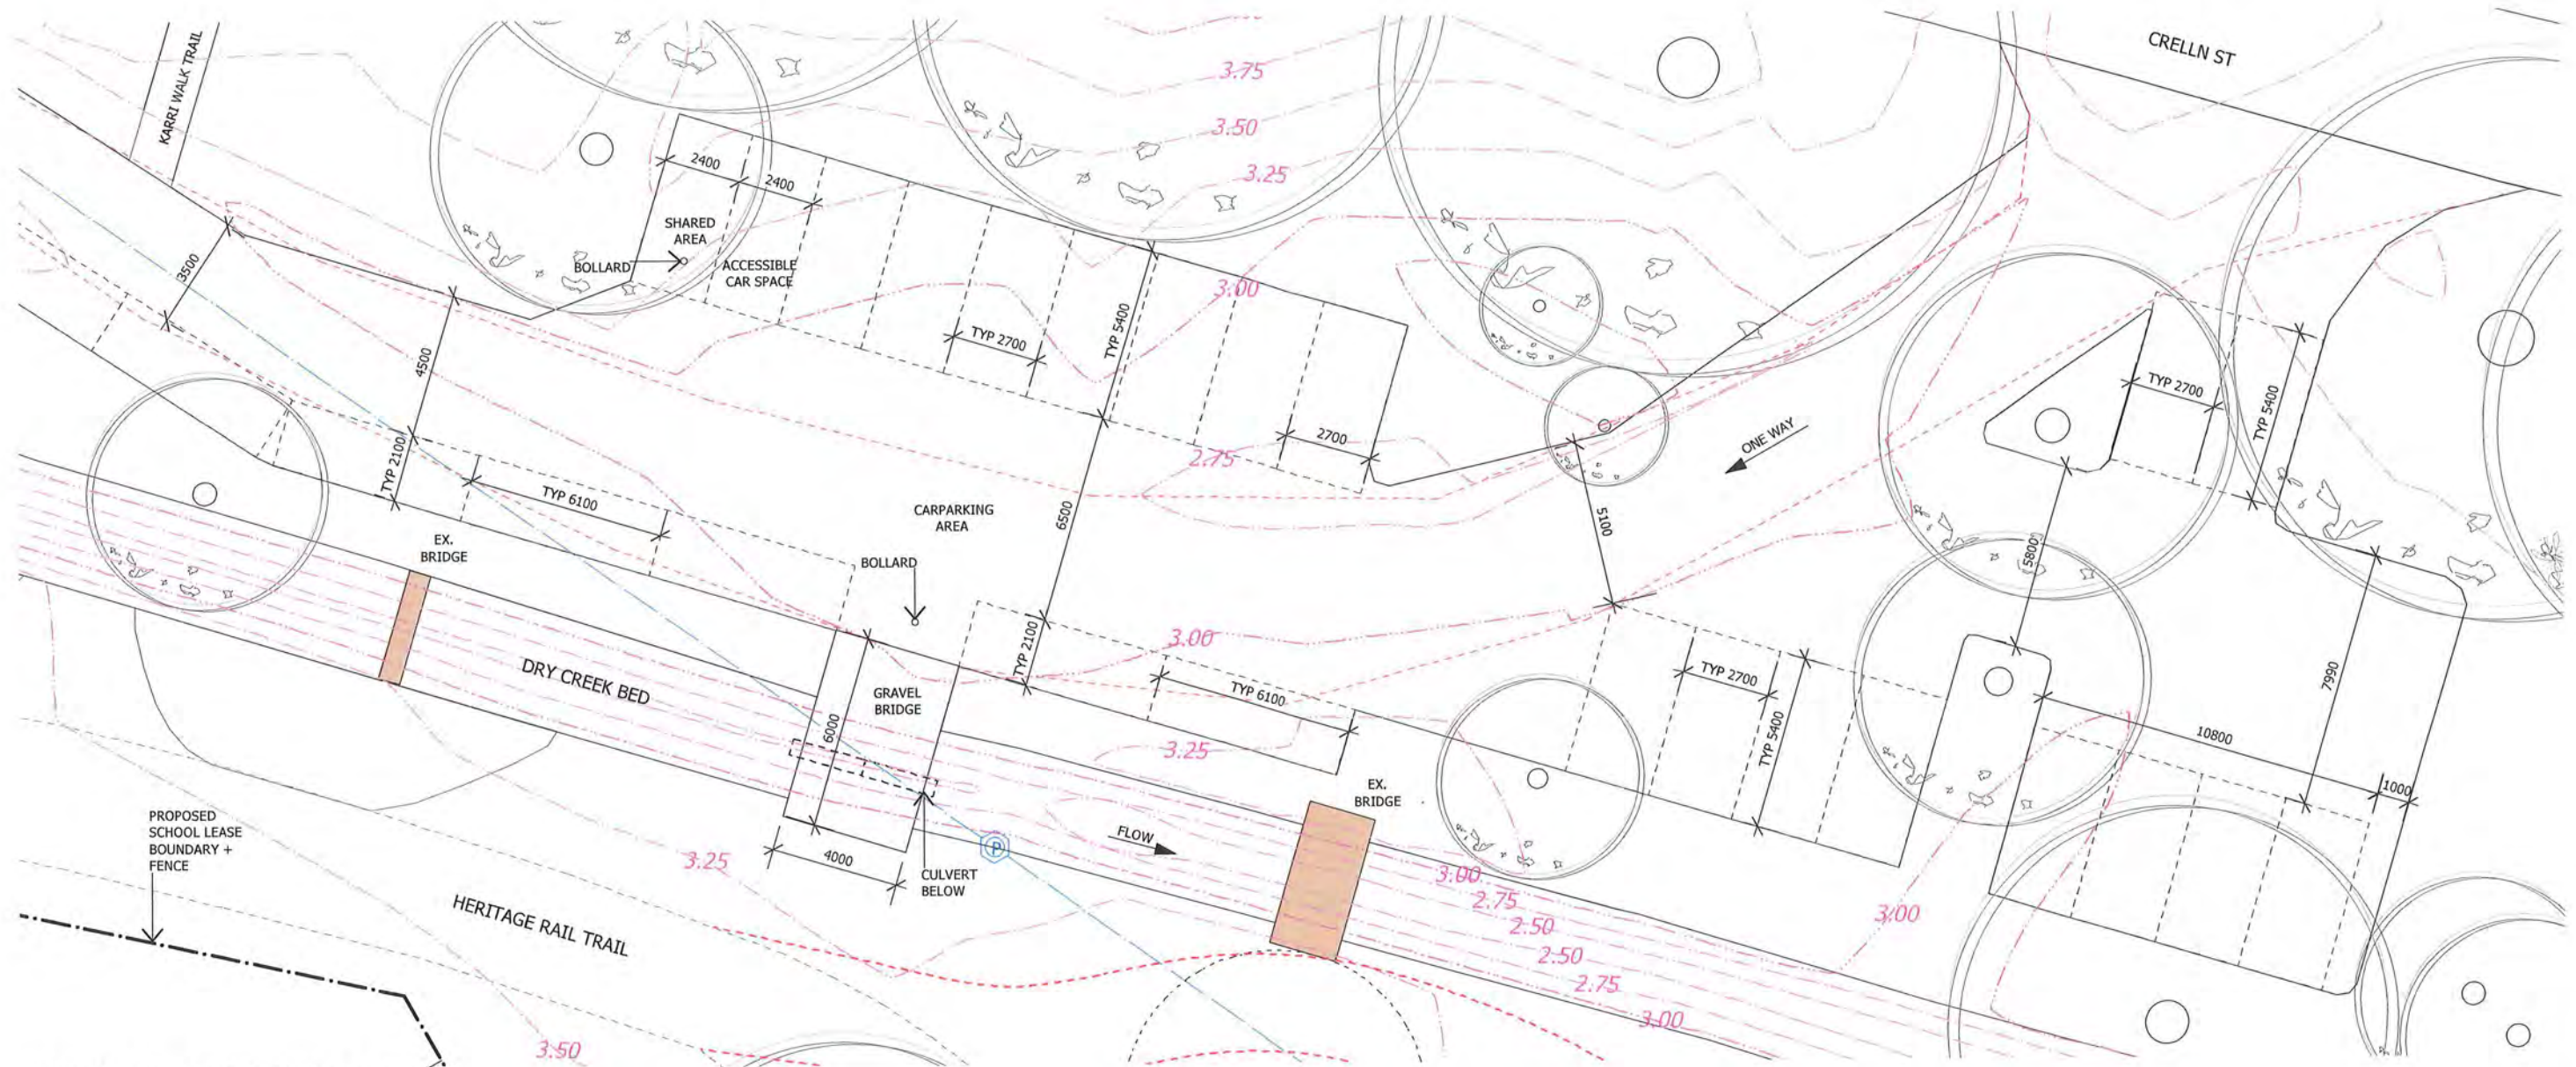 CRELLN ST
KARRI WALK TRAIL
3.75
3.50
3.25
2400
2400
SHARED
AREA
BOLLARD
ACCESSIBLE
CAR SPACE
3500
3.00
TYP 5400
TYP 2700
4500
2700
2.75
ONE WAY
TYP 2700
TYP 5400
TYP 2100
TYP 6100
CARPARKING
AREA
6500
5100
5800
EX.
BRIDGE
BOLLARD
TYP 2100
3.00
TYP 2700
TYP 5400
7990
DRY CREEK BED
GRAVEL
BRIDGE
6000
TYP 6100
3.25
10800
1000
EX.
BRIDGE
PROPOSED
SCHOOL LEASE
BOUNDARY +
FENCE
FLOW
P
4000
CULVERT
BELOW
3.25
3.00
2.75
2.50
2.50
2.75
3.00
3.00
HERITAGE RAIL TRAIL
3.50